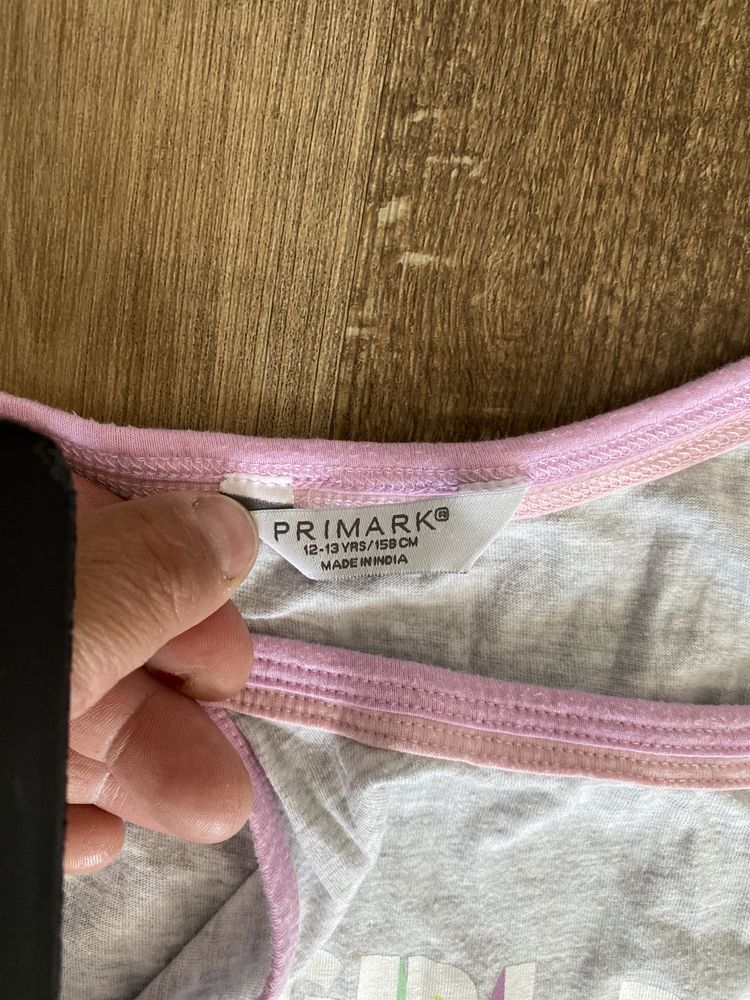 PRIMARK®
12-13 YRS/158 CM
MADE IN INDIA